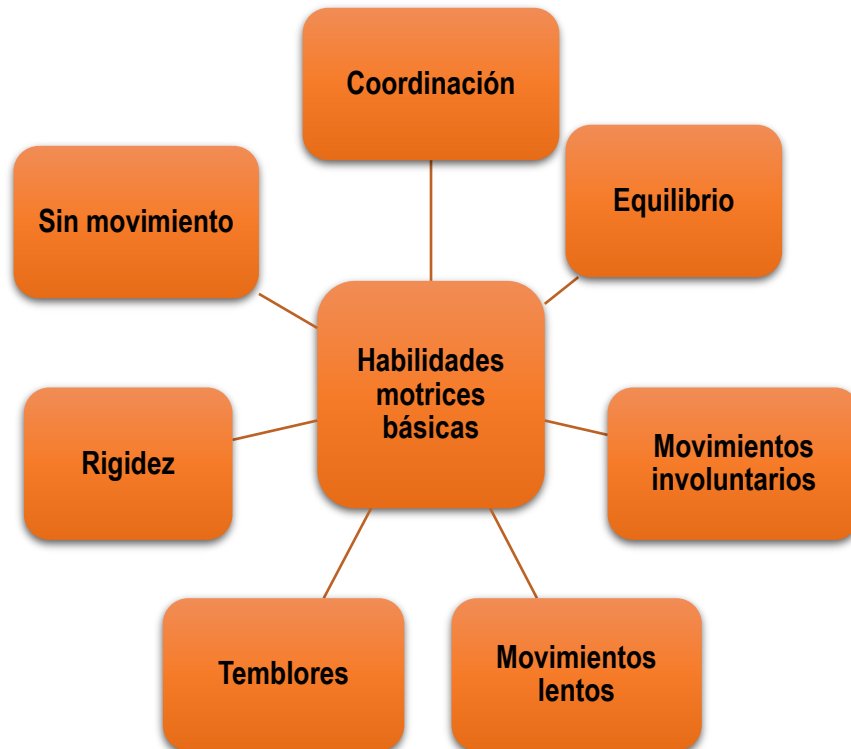 Coordinación
Equilibrio
Sin movimiento
Habilidades
motrices
básicas
Rigidez
Movimientos
involuntarios
Temblores
Movimientos
lentos